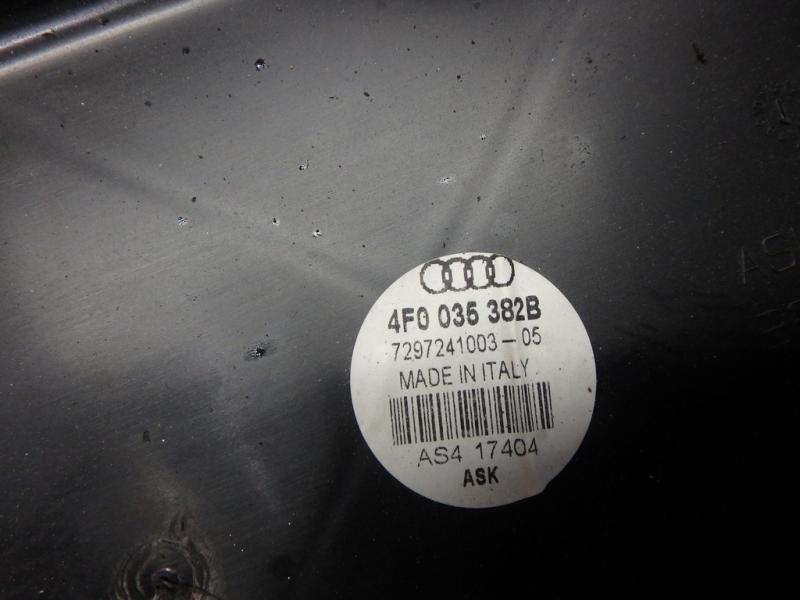 4F0 035 382B
7297241003-05
MADE IN ITALY
AS4 17404
ASK